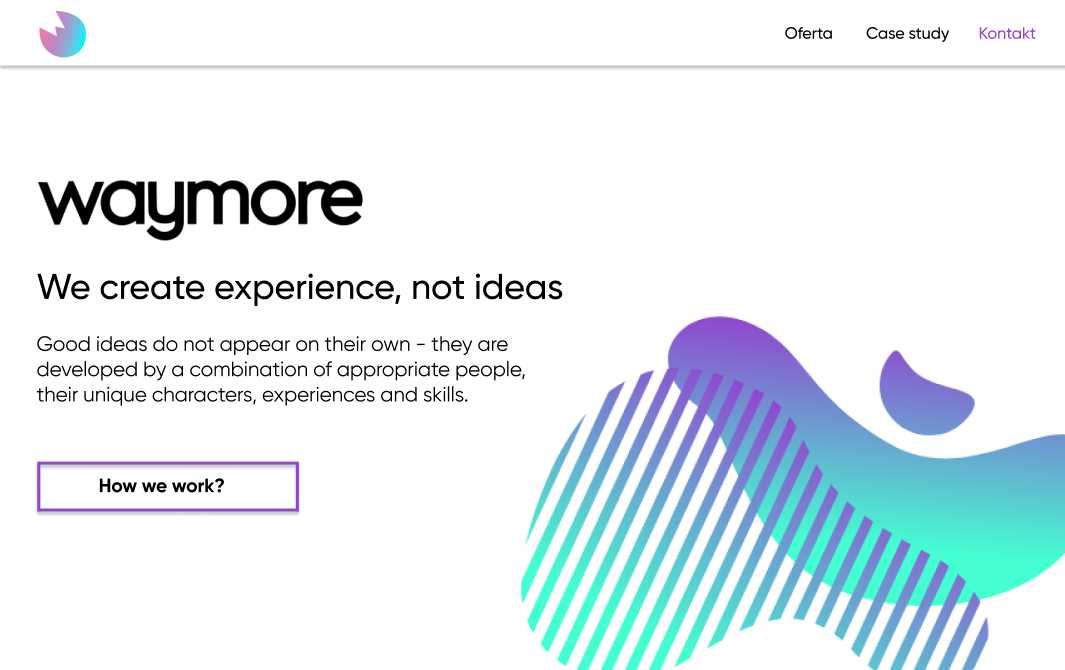 Oferta Case study Kontakt
waymore
We create experience, not ideas
Good ideas do not appear on their own - they are
developed by a combination of appropriate people,
their unique characters, experiences and skills.
How we work?